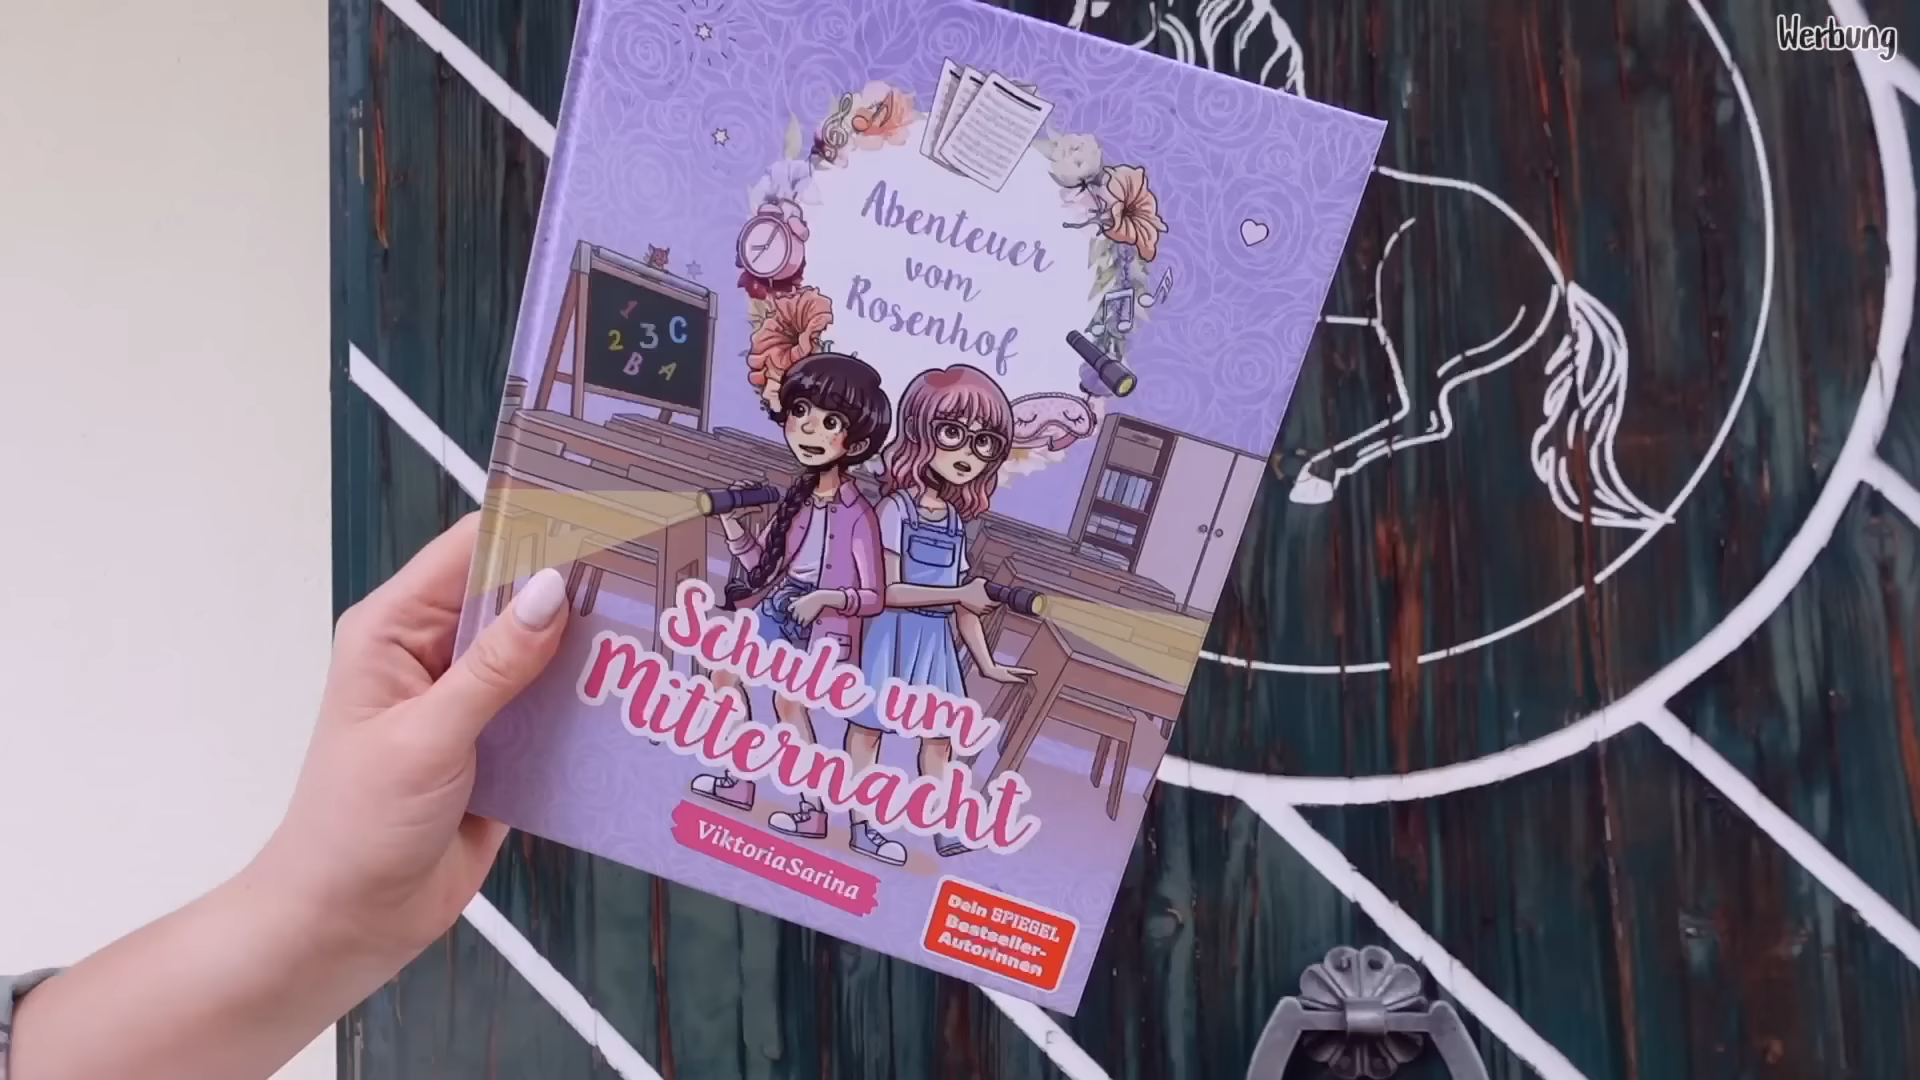 Werbung
Abenteuer
vom
Rosenhof
1
2 3 C
B A
Schule um
Mitternacht
ViktoriaSarina
Dein SPIEGEL
Bestseller-
Autorinnen